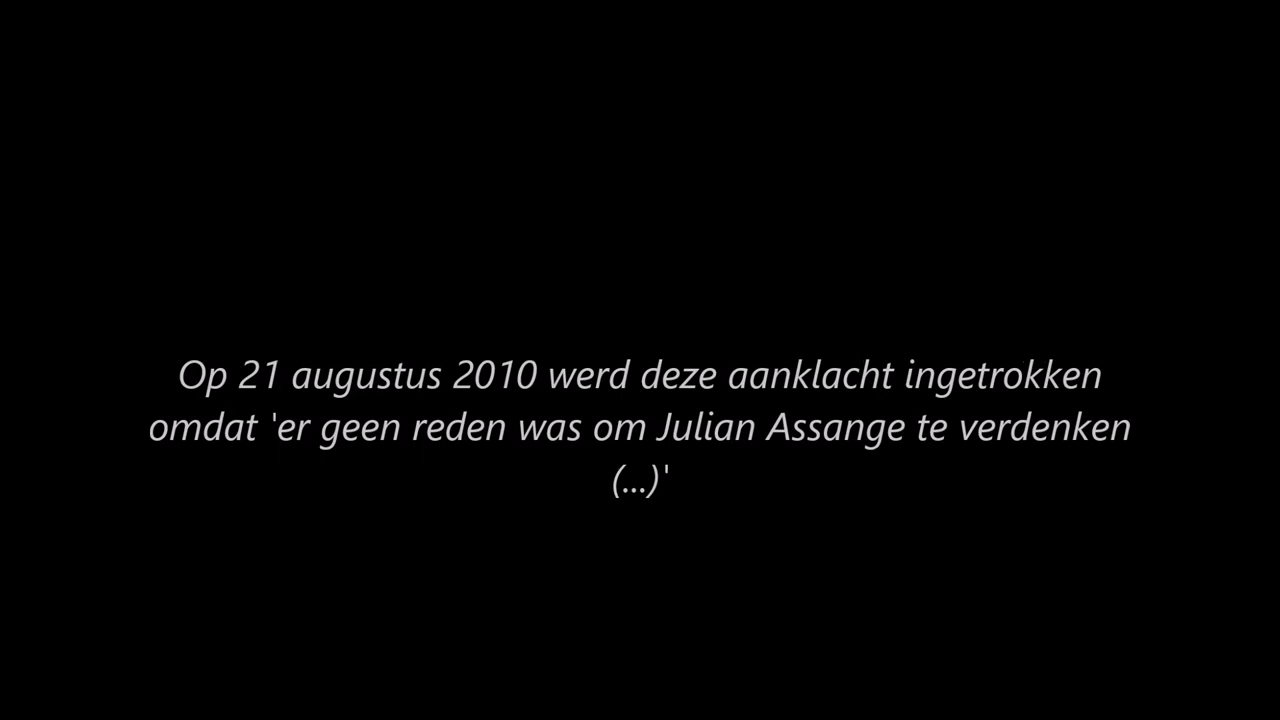 Op 21 augustus 2010 werd deze aanklacht ingetrokken
omdat 'er geen reden was om Julian Assange te verdenken
(...)'